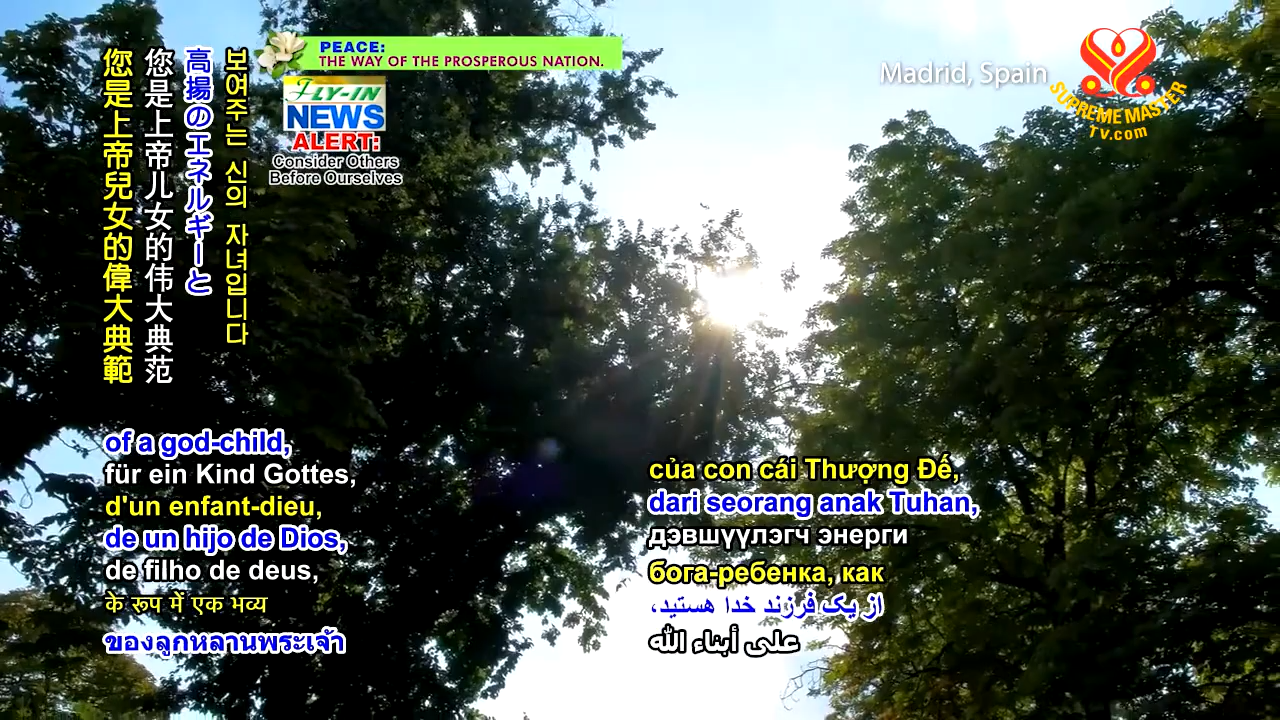 PEACE:
THE WAY OF THE PROSPEROUS NATION.
FLY-IN
NEWS
ALERT:
Consider Others
Before Ourselves
Madrid, Spain
SUPREME MASTER
TV.com
보여주는 신의 자녀입니다
高揚のエネルギーと
您是上帝儿女的伟大典范
您是上帝兒女的偉大典範
of a god-child,
für ein Kind Gottes,
d'un enfant-dieu,
de un hijo de Dios,
de filho de deus,
के रूप में एक भव्य
ของลูกหลานพระเจ้า
của con cái Thượng Đế,
dari seorang anak Tuhan,
дэвшүүлэгч энерги
бога-ребенка, как
از یک فرزند خدا هستید،
على أبناء الله